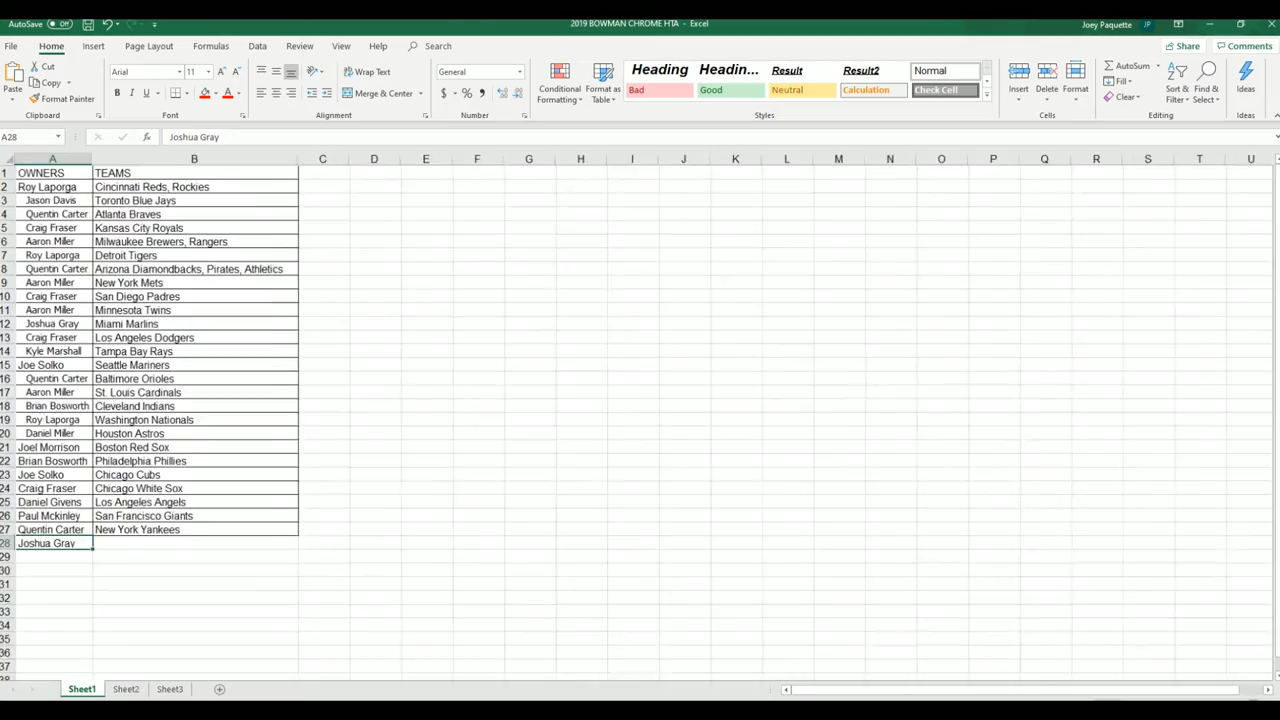 AutoSave Off 2019 BOWMAN CHROME HTA - Excel Joey Paquette JP
File Home Insert Page Layout Formulas Data Review View Help Search Share Comments
Cut
Copy
Format Painter
Paste
Clipboard
Arial 11
B I U
Font
Wrap Text
Merge & Center
Alignment
General
$ % ,
Number
Conditional Formatting
Format as Table
Heading Headin... Result Result2 Normal
Bad Good Neutral Calculation Check Cell
Styles
Insert Delete Format
Cells
AutoSum
Fill
Clear
Sort & Filter
Find & Select
Editing
Ideas
Ideas
A28 fx Joshua Gray
A B C D E F G H I J K L M N O P Q R S T U
1 OWNERS TEAMS
2 Roy Laporga Cincinnati Reds, Rockies
3 Jason Davis Toronto Blue Jays
4 Quentin Carter Atlanta Braves
5 Craig Fraser Kansas City Royals
6 Aaron Miller Milwaukee Brewers, Rangers
7 Roy Laporga Detroit Tigers
8 Quentin Carter Arizona Diamondbacks, Pirates, Athletics
9 Aaron Miller New York Mets
10 Craig Fraser San Diego Padres
11 Aaron Miller Minnesota Twins
12 Joshua Gray Miami Marlins
13 Craig Fraser Los Angeles Dodgers
14 Kyle Marshall Tampa Bay Rays
15 Joe Solko Seattle Mariners
16 Quentin Carter Baltimore Orioles
17 Aaron Miller St. Louis Cardinals
18 Brian Bosworth Cleveland Indians
19 Roy Laporga Washington Nationals
20 Daniel Miller Houston Astros
21 Joel Morrison Boston Red Sox
22 Brian Bosworth Philadelphia Phillies
23 Joe Solko Chicago Cubs
24 Craig Fraser Chicago White Sox
25 Daniel Givens Los Angeles Angels
26 Paul Mckinley San Francisco Giants
27 Quentin Carter New York Yankees
28 Joshua Gray
29
30
31
32
33
34
35
36
37
38
Sheet1 Sheet2 Sheet3